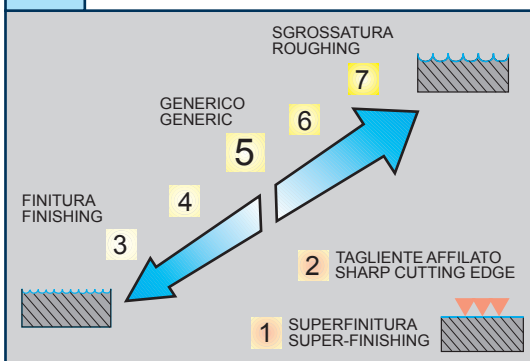 SGROSSATURA
ROUGHING
7
GENERICO
GENERIC
6
5
4
FINITURA
FINISHING
3
2 TAGLIENTE AFFILATO
SHARP CUTTING EDGE
1 SUPERFINITURA
SUPER-FINISHING